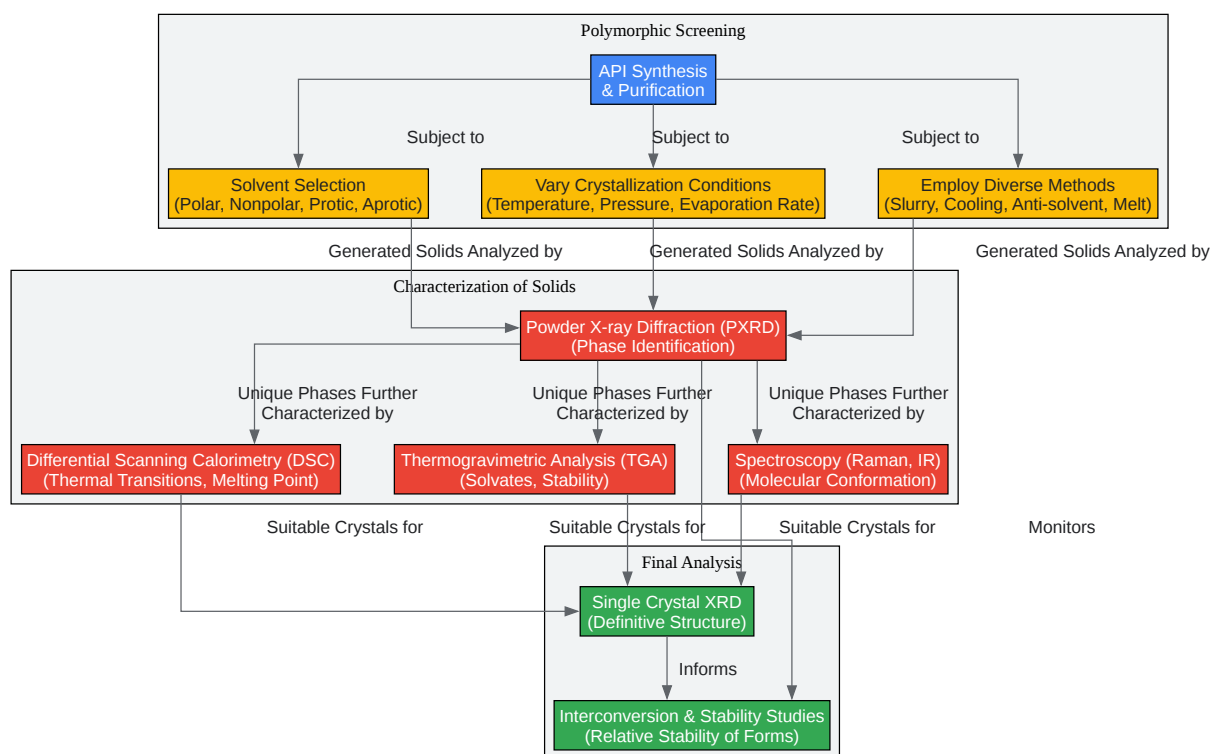 Polymorphic Screening
API Synthesis
& Purification
Subject to
Subject to
Subject to
Solvent Selection
(Polar, Nonpolar, Protic, Aprotic)
Vary Crystallization Conditions
(Temperature, Pressure, Evaporation Rate)
Employ Diverse Methods
(Slurry, Cooling, Anti-solvent, Melt)
Generated Solids Analyzed by
Generated Solids Analyzed by
Generated Solids Analyzed by
Characterization of Solids
Powder X-ray Diffraction (PXRD)
(Phase Identification)
Unique Phases Further
Characterized by
Unique Phases Further
Characterized by
Unique Phases Further
Characterized by
Differential Scanning Calorimetry (DSC)
(Thermal Transitions, Melting Point)
Thermogravimetric Analysis (TGA)
(Solvates, Stability)
Spectroscopy (Raman, IR)
(Molecular Conformation)
Suitable Crystals for
Suitable Crystals for
Suitable Crystals for
Monitors
Final Analysis
Single Crystal XRD
(Definitive Structure)
Informs
Interconversion & Stability Studies
(Relative Stability of Forms)